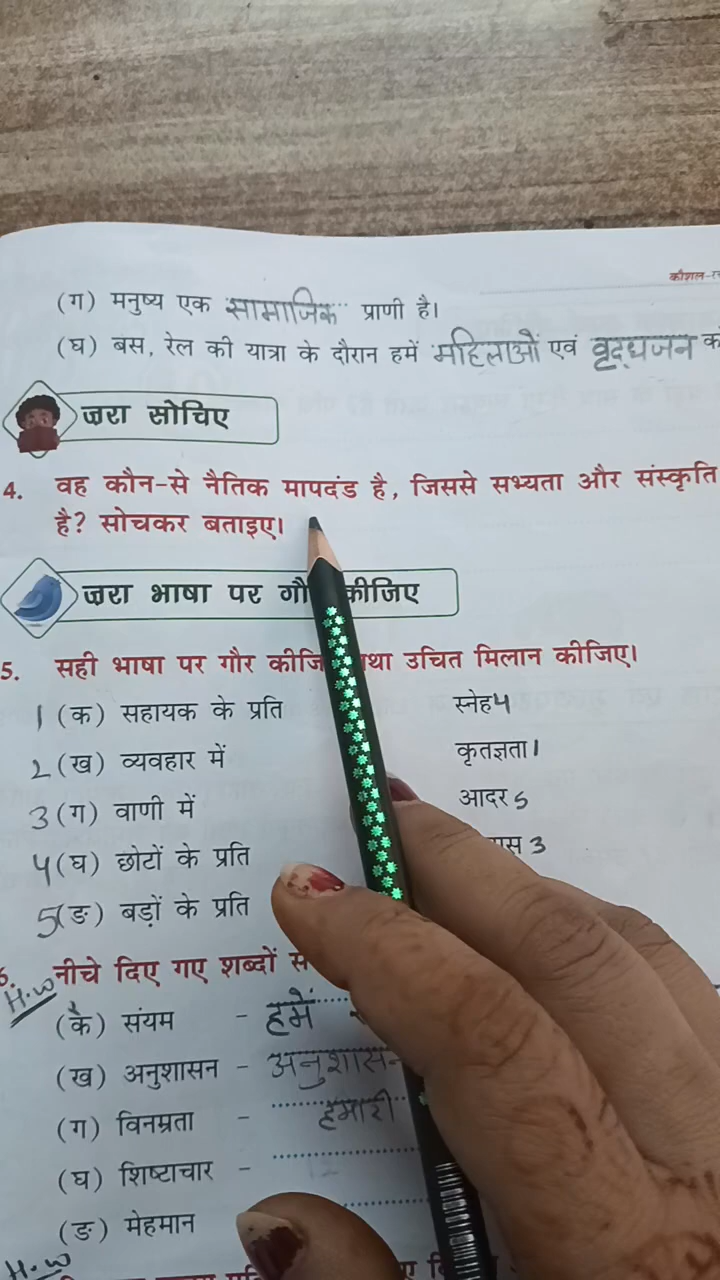 कौशल-
(ग) मनुष्य एक सामाजिक प्राणी है।
(घ) बस, रेल की यात्रा के दौरान हमें महिलाओं एवं वृद्धजन
ज़रा सोचिए
4. वह कौन-से नैतिक मापदंड है, जिससे सभ्यता और संस्कृति
है? सोचकर बताइए।
ज़रा भाषा पर गौ कीजिए
5. सही भाषा पर गौर कीजि तथा उचित मिलान कीजिए।
1 (क) सहायक के प्रति स्नेह 4
2 (ख) व्यवहार में कृतज्ञता 1
3 (ग) वाणी में आदर 5
4 (घ) छोटों के प्रति 3
5 (ङ) बड़ों के प्रति
6. नीचे दिए गए शब्दों
H.W
(क) संयम - हमें
(ख) अनुशासन - अनुशासन
(ग) विनम्रता - हमारी
(घ) शिष्टाचार -
(ङ) मेहमान
H.W